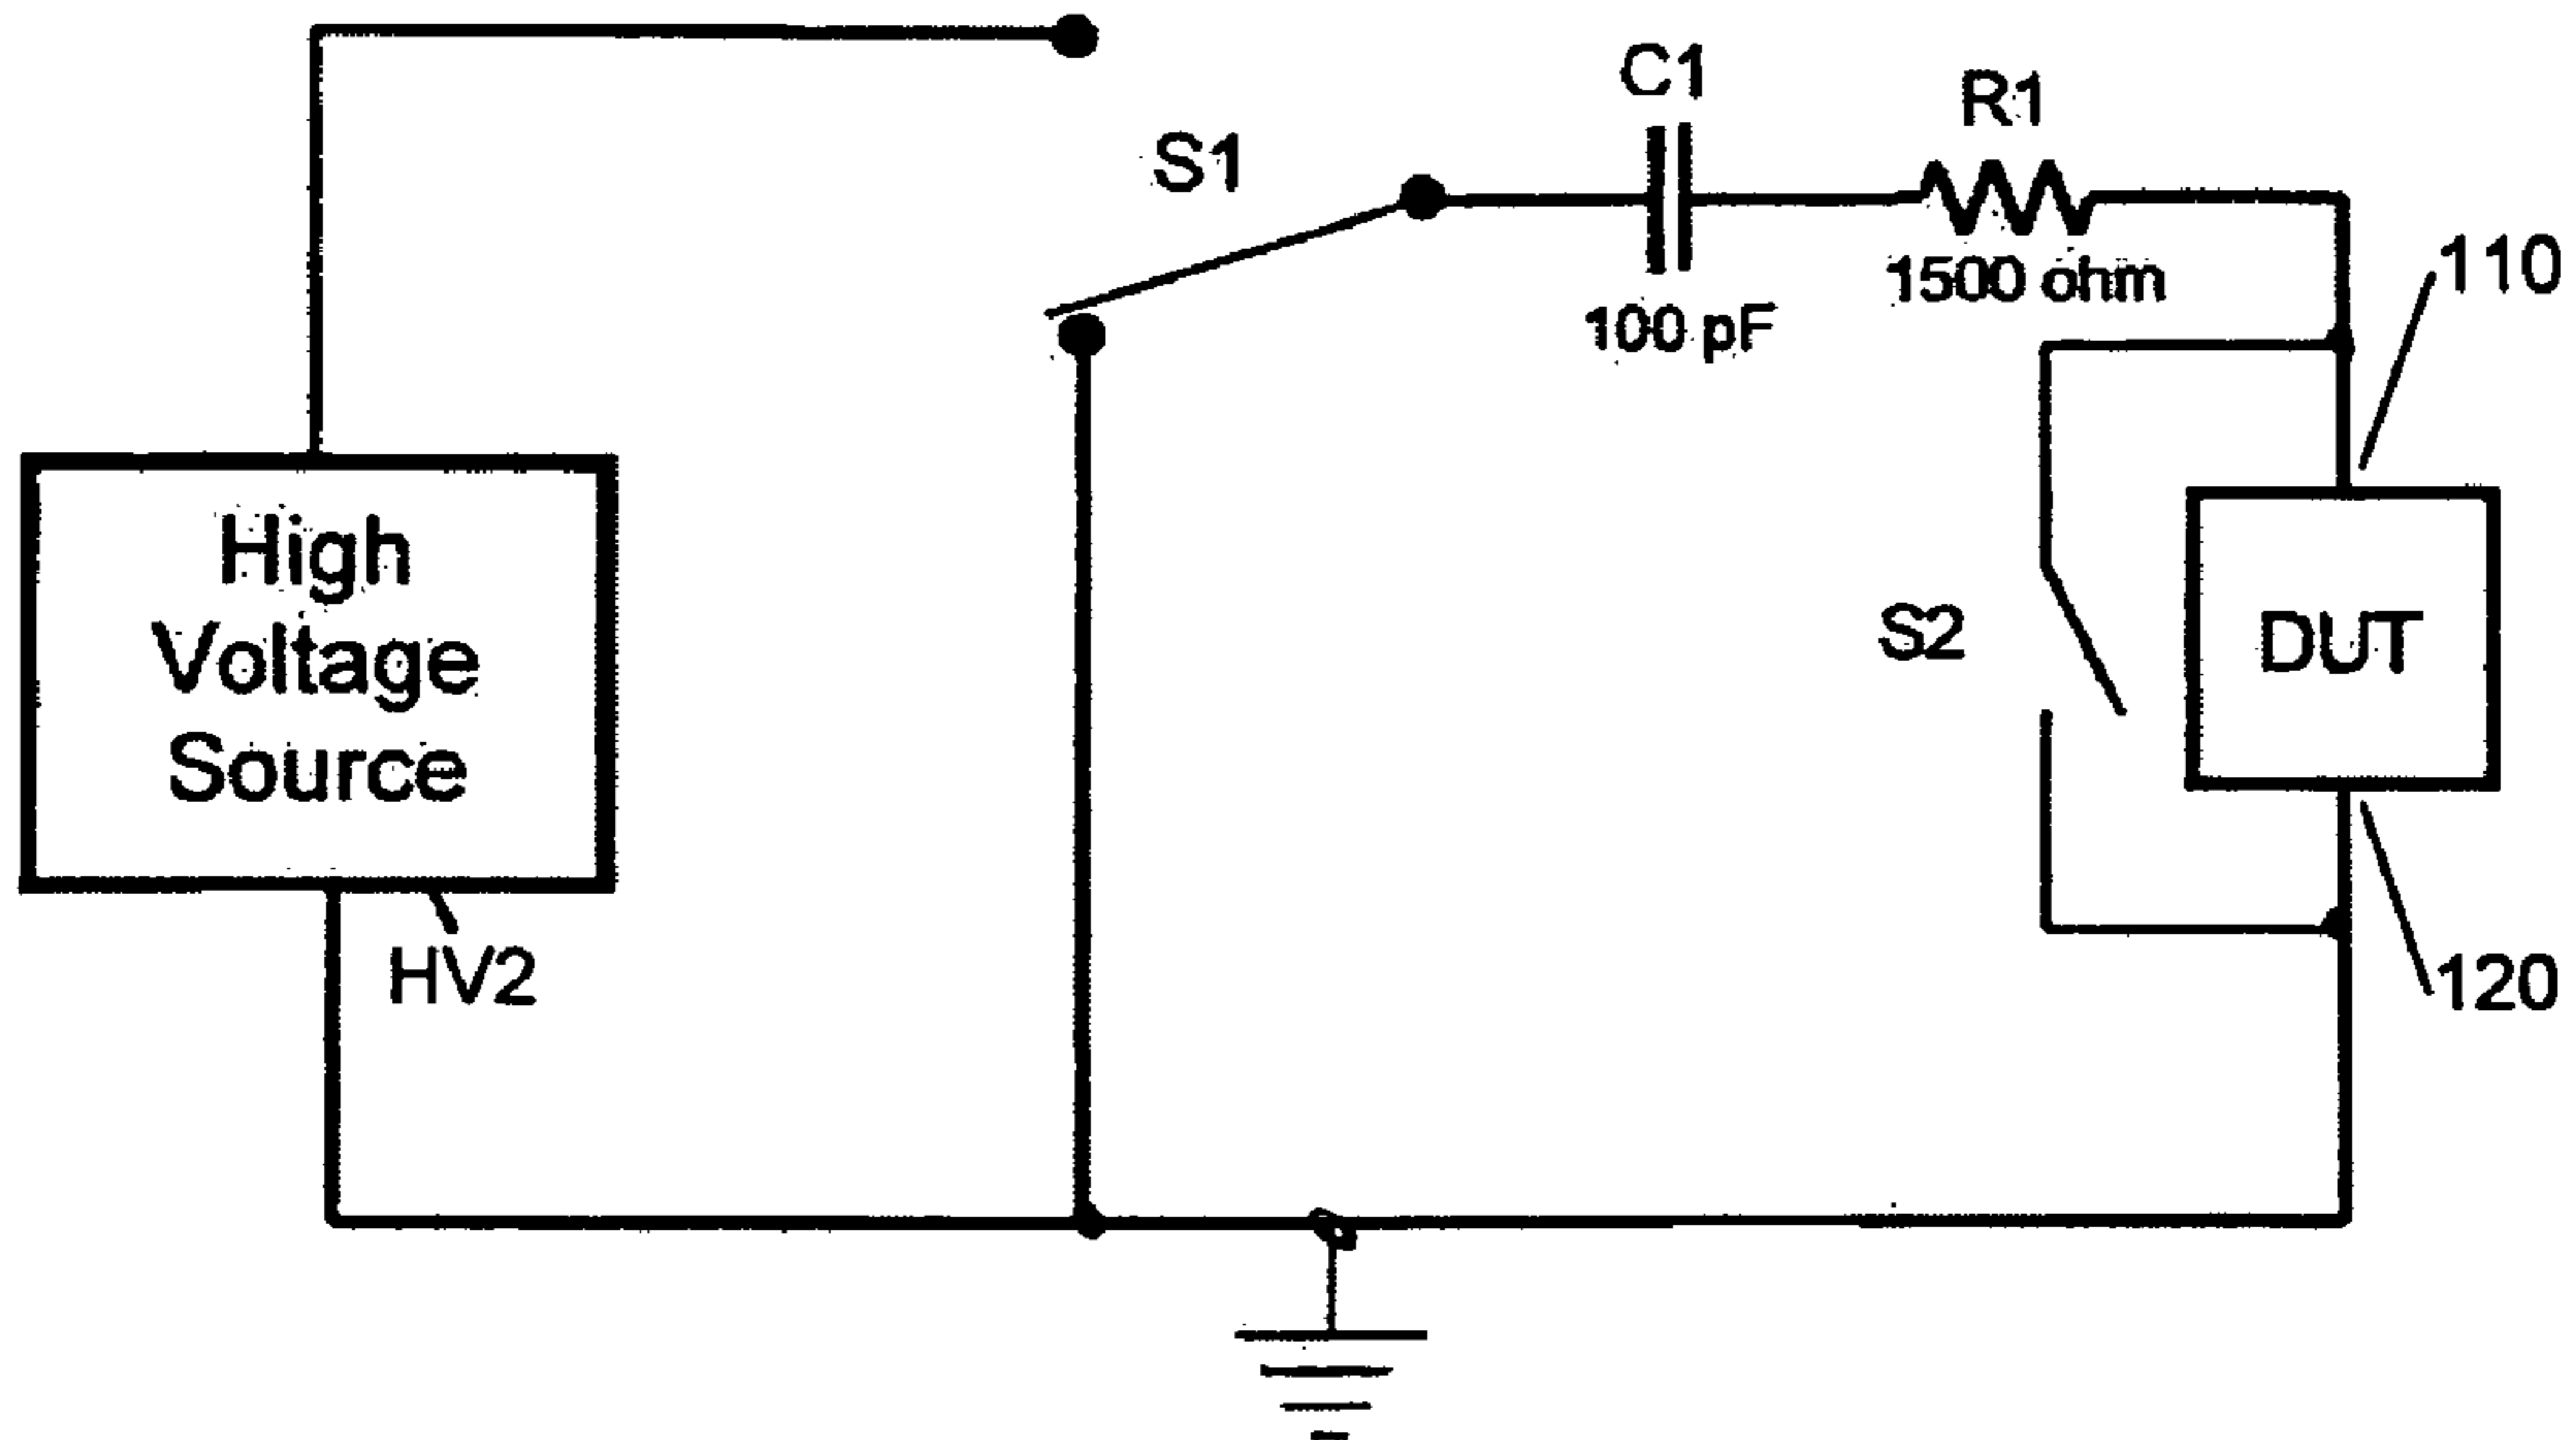 C1
R1
S1
1500 ohm
100 pF
110
High
Voltage
Source
S2
DUT
HV2
120